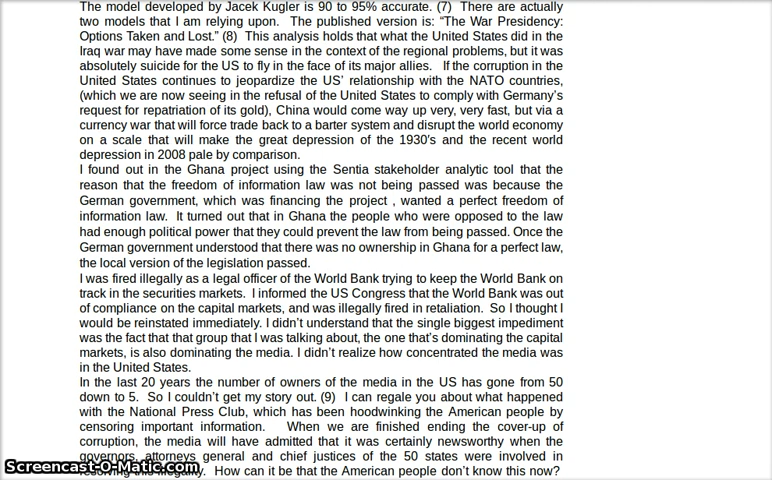 The model developed by Jacek Kugler is 90 to 95% accurate. (7) There are actually
two models that I am relying upon. The published version is: “The War Presidency:
Options Taken and Lost.” (8) This analysis holds that what the United States did in the
Iraq war may have made some sense in the context of the regional problems, but it was
absolutely suicide for the US to fly in the face of its major allies. If the corruption in the
United States continues to jeopardize the US’ relationship with the NATO countries,
(which we are now seeing in the refusal of the United States to comply with Germany’s
request for repatriation of its gold), China would come way up very, very fast, but via a
currency war that will force trade back to a barter system and disrupt the world economy
on a scale that will make the great depression of the 1930’s and the recent world
depression in 2008 pale by comparison.
I found out in the Ghana project using the Sentia stakeholder analytic tool that the
reason that the freedom of information law was not being passed was because the
German government, which was financing the project , wanted a perfect freedom of
information law. It turned out that in Ghana the people who were opposed to the law
had enough political power that they could prevent the law from being passed. Once the
German government understood that there was no ownership in Ghana for a perfect law,
the local version of the legislation passed.
I was fired illegally as a legal officer of the World Bank trying to keep the World Bank on
track in the securities markets. I informed the US Congress that the World Bank was out
of compliance on the capital markets, and was illegally fired in retaliation. So I thought I
would be reinstated immediately. I didn’t understand that the single biggest impediment
was the fact that that group that I was talking about, the one that’s dominating the capital
markets, is also dominating the media. I didn’t realize how concentrated the media was
in the United States.
In the last 20 years the number of owners of the media in the US has gone from 50
down to 5. So I couldn’t get my story out. (9) I can regale you about what happened
with the National Press Club, which has been hoodwinking the American people by
censoring important information. When we are finished ending the cover-up of
corruption, the media will have admitted that it was certainly newsworthy when the
governors, attorneys general and chief justices of the 50 states were involved in
resolving this illegality. How can it be that the American people don’t know this now?
Screencast-O-Matic.com